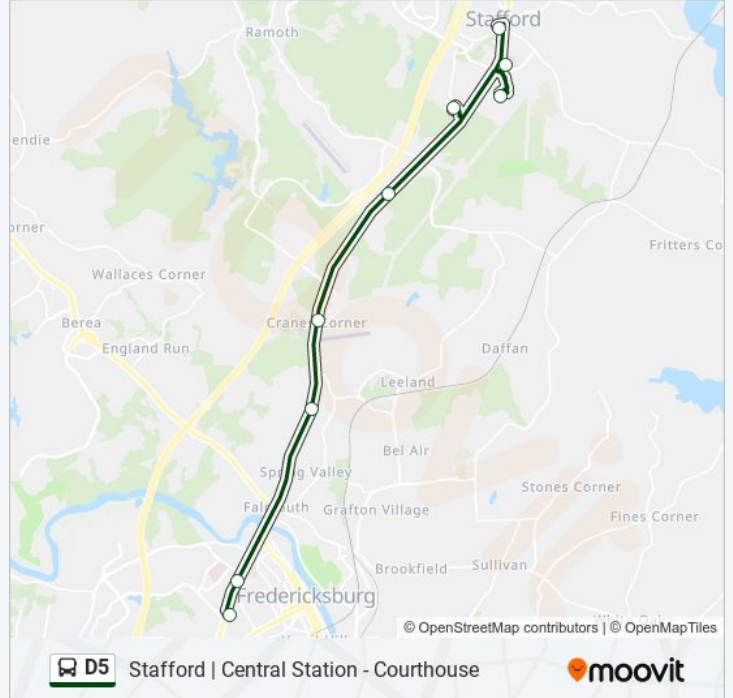 Stafford
Ramoth
endie
orner
Fritters Co
Wallaces Corner
Berea
Cranes Corner
England Run
Daffan
Leeland
Bel Air
Spring Valley
Stones Corner
Falmouth
Grafton Village
Fines Corner
Brookfield
Sullivan
Fredericksburg
© OpenStreetMap contributors | © OpenMapTiles
D5 Stafford | Central Station - Courthouse
moovit